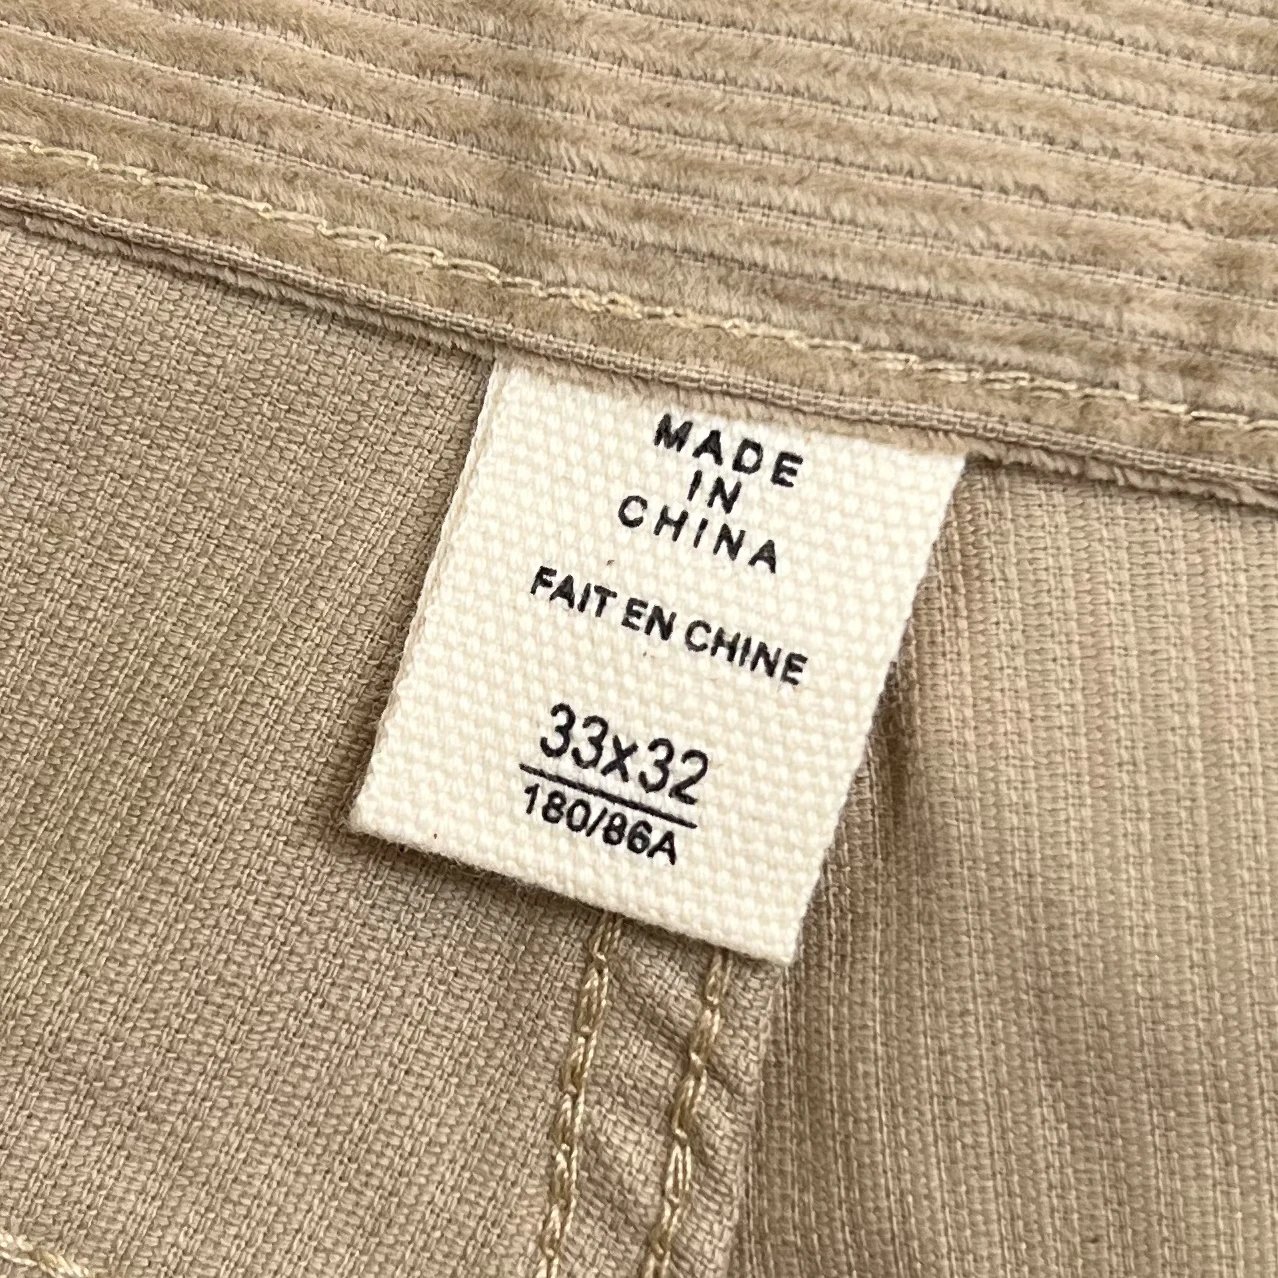 MADE
IN
CHINA
FAIT EN CHINE
33x32
180/86A